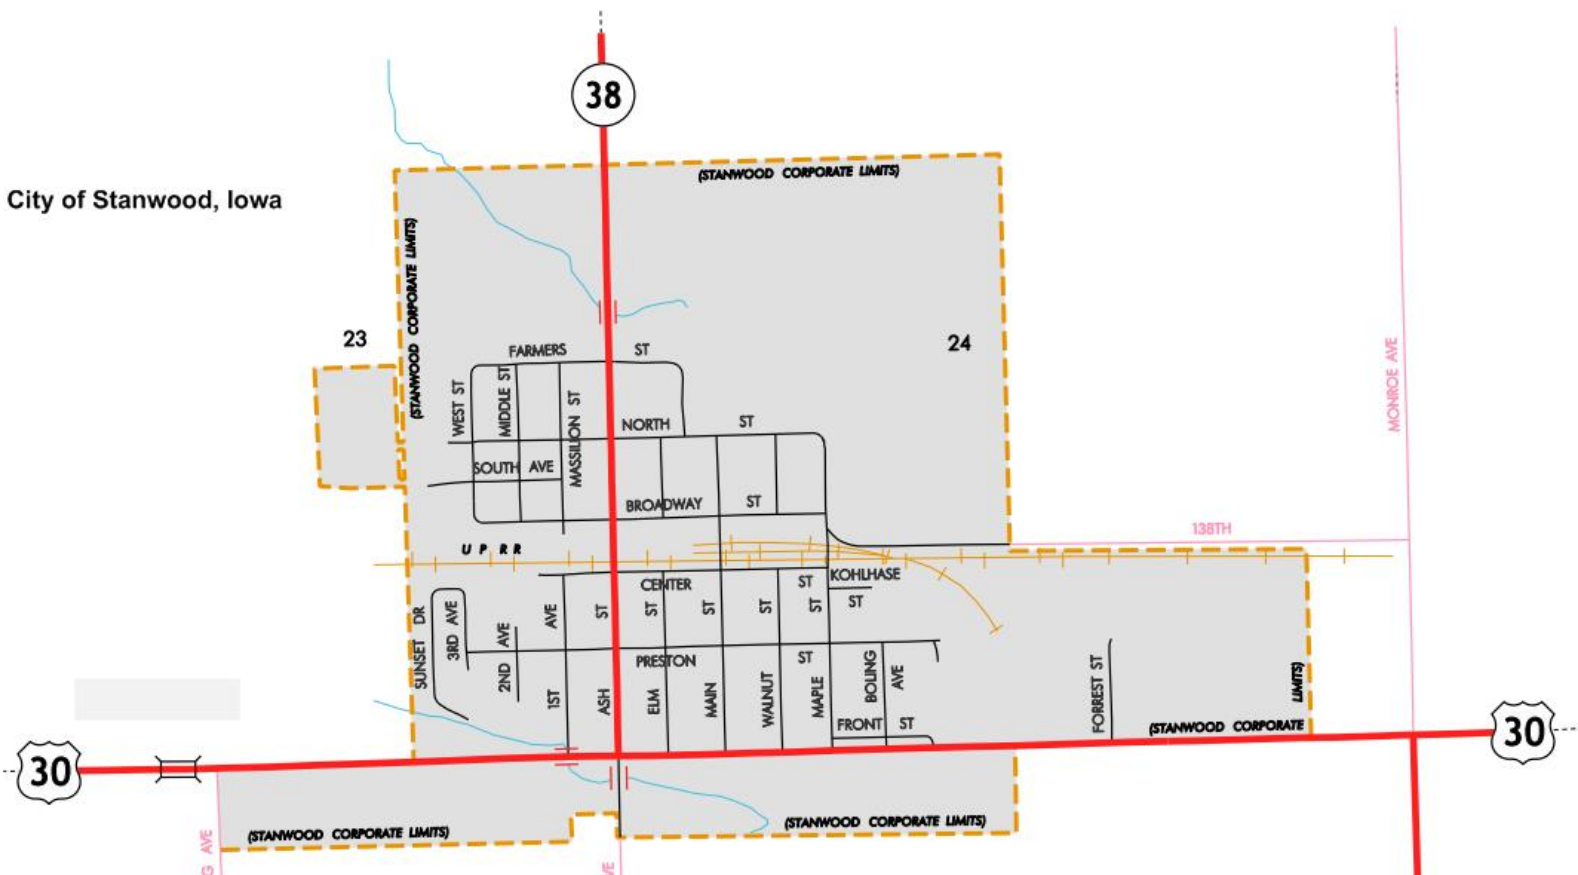 38
(STANWOOD CORPORATE LIMITS)
City of Stanwood, Iowa
(STANWOOD CORPORATE LIMITS)
23
24
MONROE AVE
FARMERS ST
WEST ST
MIDDLE ST
MASSILLON ST
NORTH ST
SOUTH AVE
BROADWAY ST
138TH
U P R R
CENTER ST
KOHLHASE ST
SUNSET DR
3RD AVE
2ND AVE
1ST AVE
ASH ST
ELM ST
MAIN ST
WALNUT ST
MAPLE ST
PRESTON ST
BOLING AVE
FORREST ST
FRONT ST
(STANWOOD CORPORATE LIMITS)
30
30
(STANWOOD CORPORATE LIMITS)
(STANWOOD CORPORATE LIMITS)
G AVE
VE